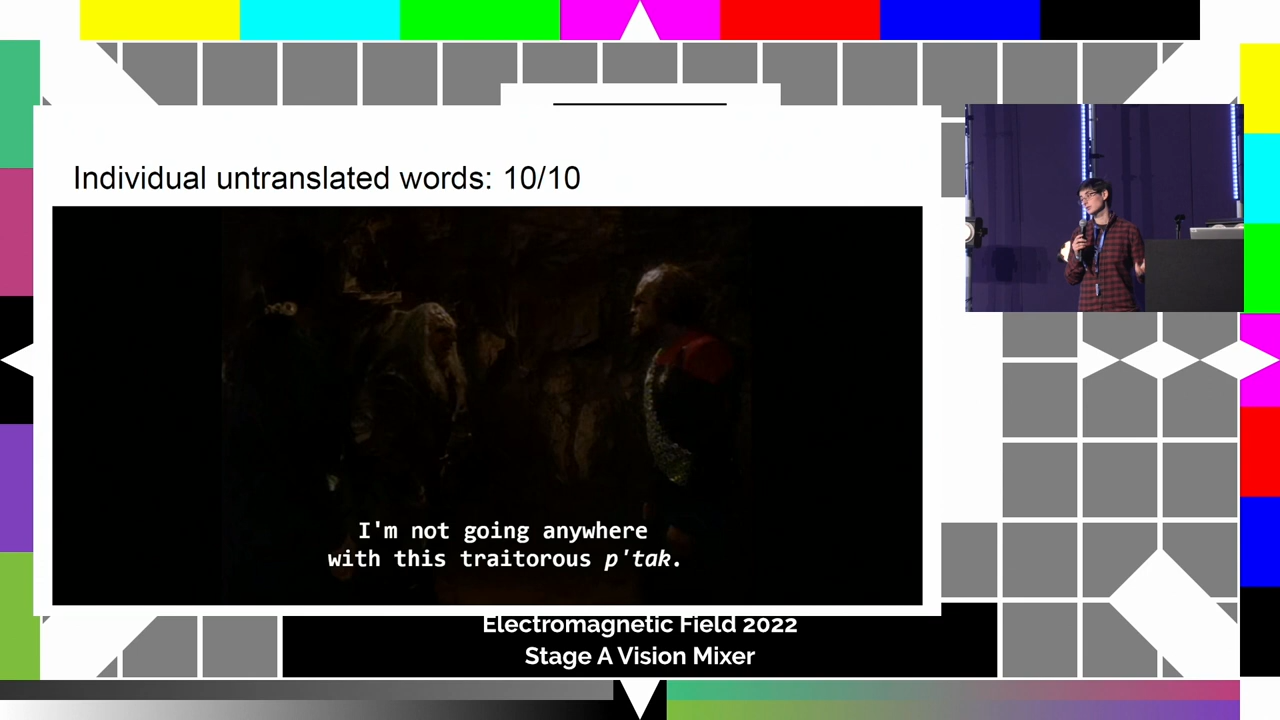 Individual untranslated words: 10/10
I'm not going anywhere
with this traitorous p'tak.
Electromagnetic Field 2022
Stage A Vision Mixer